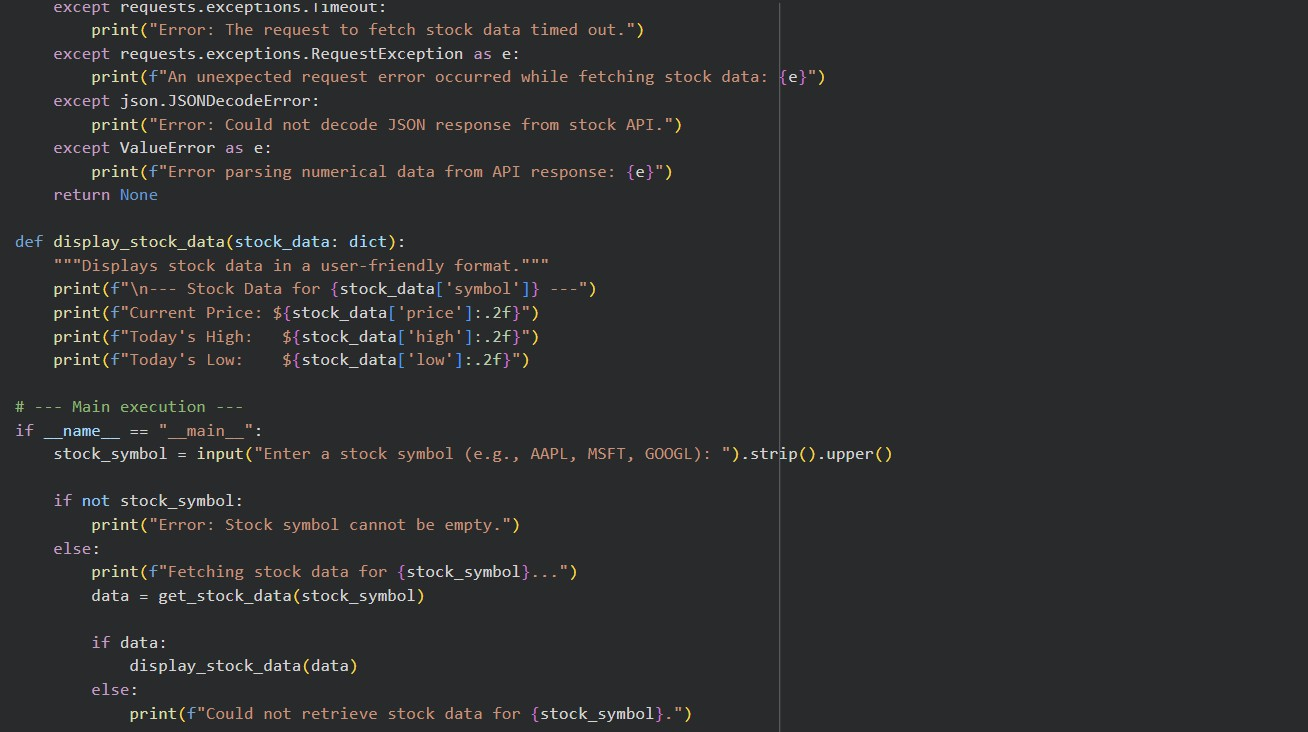 except requests.exceptions.Timeout:
        print("Error: The request to fetch stock data timed out.")
    except requests.exceptions.RequestException as e:
        print(f"An unexpected request error occurred while fetching stock data: {e}")
    except json.JSONDecodeError:
        print("Error: Could not decode JSON response from stock API.")
    except ValueError as e:
        print(f"Error parsing numerical data from API response: {e}")
    return None

def display_stock_data(stock_data: dict):
    """Displays stock data in a user-friendly format."""
    print(f"\n--- Stock Data for {stock_data['symbol']} ---")
    print(f"Current Price: ${stock_data['price']:.2f}")
    print(f"Today's High:   ${stock_data['high']:.2f}")
    print(f"Today's Low:    ${stock_data['low']:.2f}")

# --- Main execution ---
if __name__ == "__main__":
    stock_symbol = input("Enter a stock symbol (e.g., AAPL, MSFT, GOOGL): ").strip().upper()

    if not stock_symbol:
        print("Error: Stock symbol cannot be empty.")
    else:
        print(f"Fetching stock data for {stock_symbol}...")
        data = get_stock_data(stock_symbol)

        if data:
            display_stock_data(data)
        else:
            print(f"Could not retrieve stock data for {stock_symbol}.")